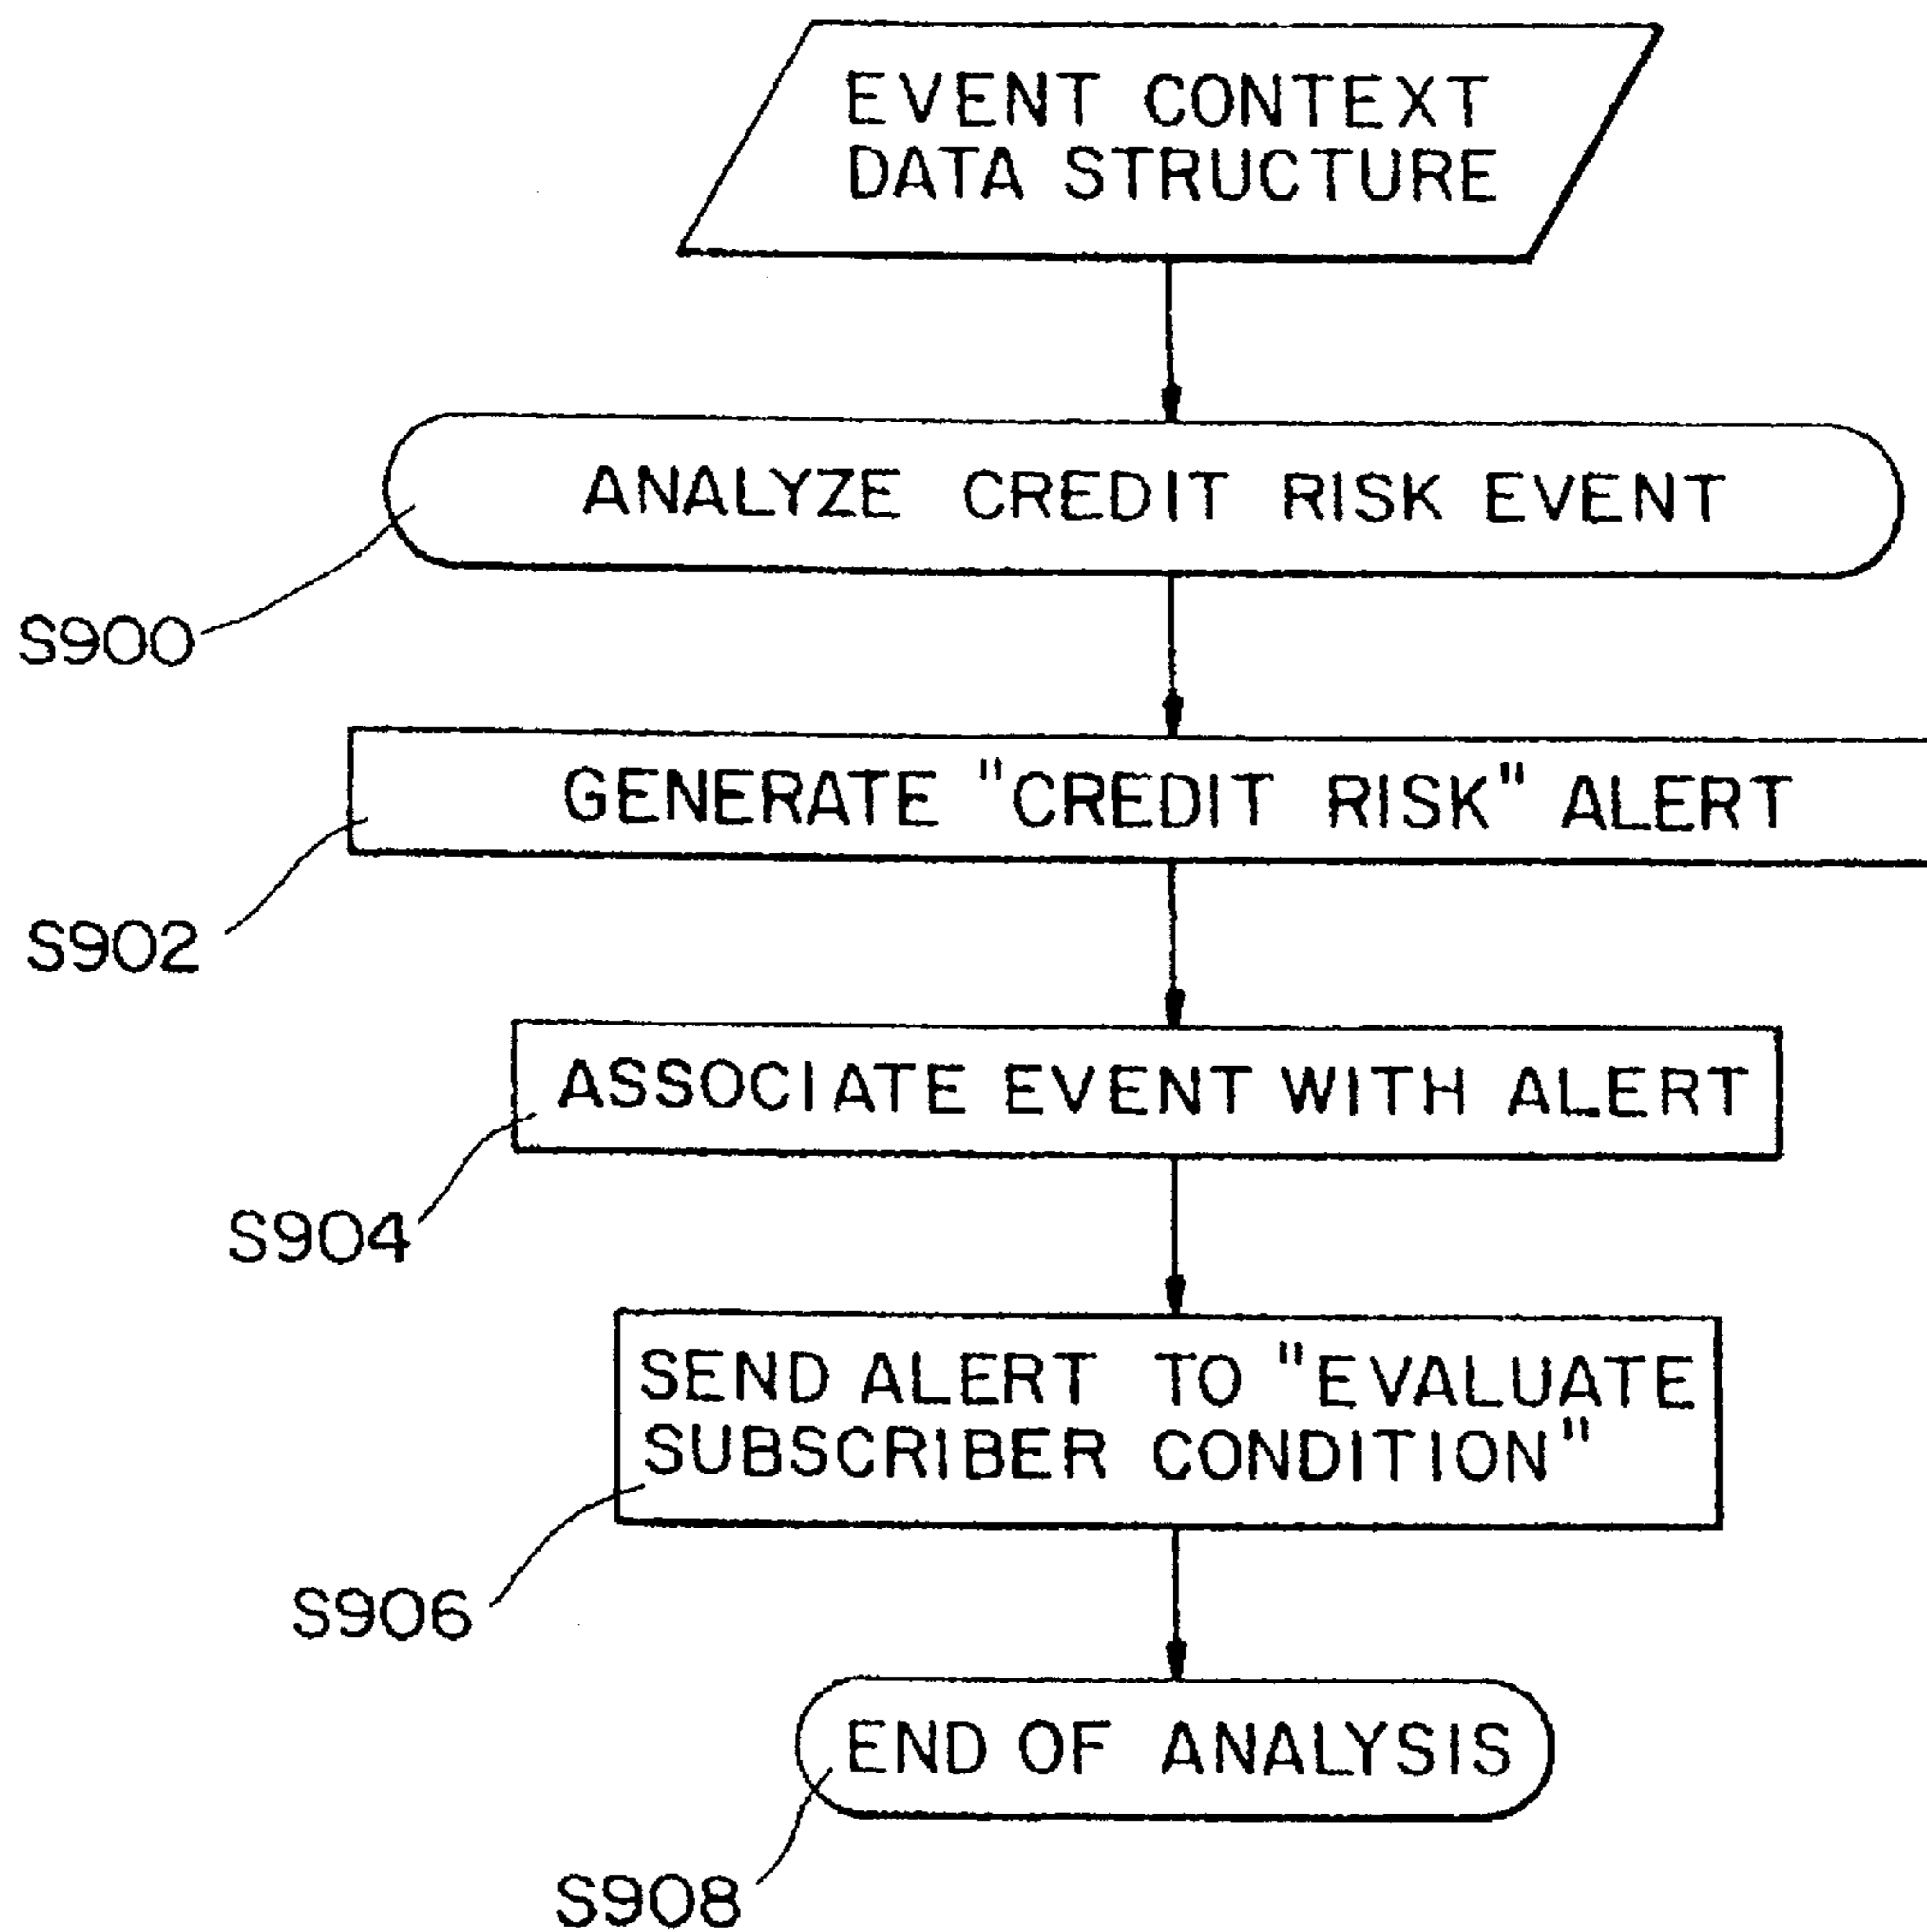 EVENT CONTEXT
DATA STRUCTURE
ANALYZE CREDIT RISK EVENT
S900
GENERATE "CREDIT RISK" ALERT
S902
ASSOCIATE EVENT WITH ALERT
S904
SEND ALERT TO "EVALUATE
SUBSCRIBER CONDITION"
S906
END OF ANALYSIS
S908